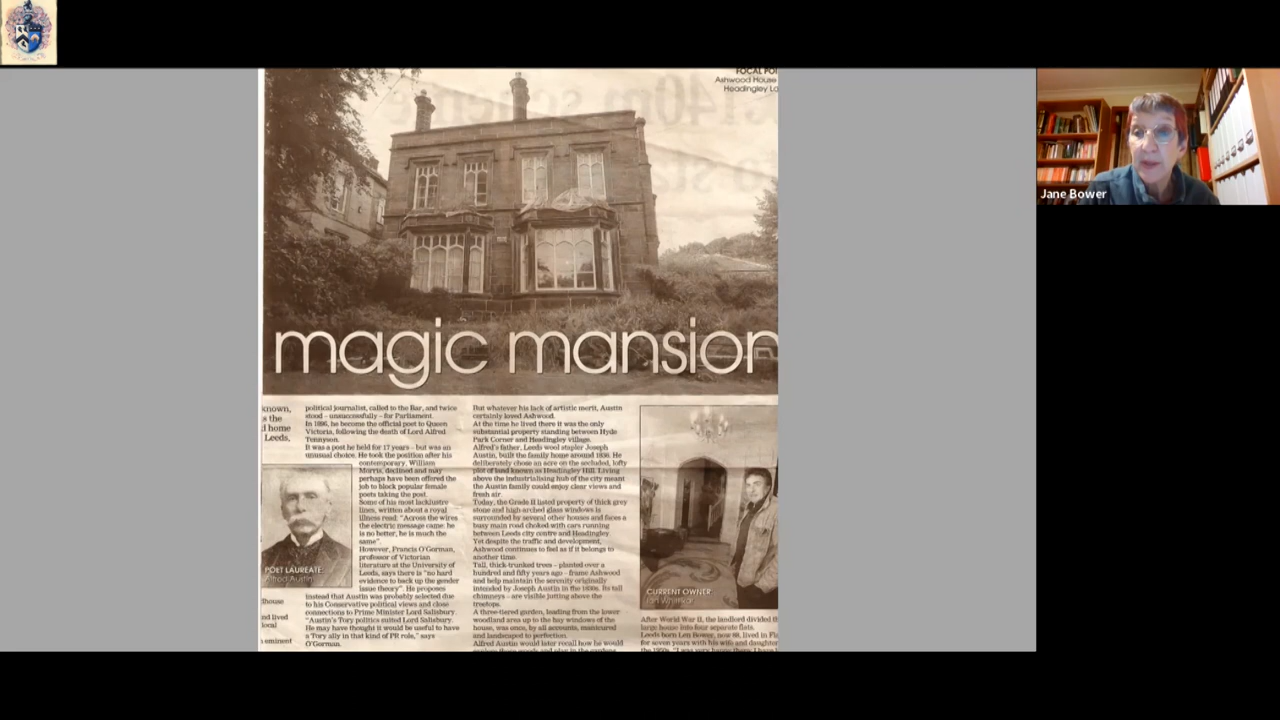 FOCAL POI
Ashwood House
Headingley La
magic mansion
known,
s the
d home
Leeds,
POET LAUREATE:
Alfred Austin
lhouse
nd lived
local
eminent
political journalist, called to the Bar, and twice
stood - unsuccessfully - for Parliament.
In 1896, he become the official poet to Queen
Victoria, following the death of Lord Alfred
Tennyson.
It was a post he held for 17 years - but was an
unusual choice. He took the position after his
contemporary, William
Morris, declined and may
perhaps have been offered the
job to block popular female
poets taking the post.
Some of his most lacklustre
lines, written about a royal
illness read: "Across the wires
the electric message came: he
is no better, he is much the
same".
However, Francis O'Gorman,
professor of Victorian
literature at the University of
Leeds, says there is "no hard
evidence to back up the gender
issue theory". He proposes
instead that Austin was probably selected due
to his Conservative political views and close
connections to Prime Minister Lord Salisbury.
"Austin's Tory politics suited Lord Salisbury.
He may have thought it would be useful to have
a Tory ally in that kind of PR role," says
O'Gorman.
But whatever his lack of artistic merit, Austin
certainly loved Ashwood.
At the time he lived there it was the only
substantial property standing between Hyde
Park Corner and Headingley village.
Alfred's father, Leeds wool stapler Joseph
Austin, built the family home around 1836. He
deliberately chose an acre on the secluded, lofty
plot of land known as Headingley Hill. Living
above the industrialising hub of the city meant
the Austin family could enjoy clear views and
fresh air.
Today, the Grade II listed property of thick grey
stone and high arched glass windows is
surrounded by several other houses and faces a
busy main road choked with cars running
between Leeds city centre and Headingley.
Yet despite the traffic and development,
Ashwood continues to feel as if it belongs to
another time.
Tall, thick-trunked trees - planted over a
hundred and fifty years ago - frame Ashwood
and help maintain the serenity originally
intended by Joseph Austin in the 1830s. Its tall
chimneys - are visible jutting above the
treetops.
A three-tiered garden, leading from the lower
woodland area up to the bay windows of the
house, was once, by all accounts, manicured
and landscaped to perfection.
Alfred Austin would later recall how he would
CURRENT OWNER
After World War II, the landlord divided th
large house into four separate flats.
Leeds born Len Bower, now 88, lived in Fla
for seven years with his wife and daughter
the 1950s. "I was very happy there. I have
Jane Bower